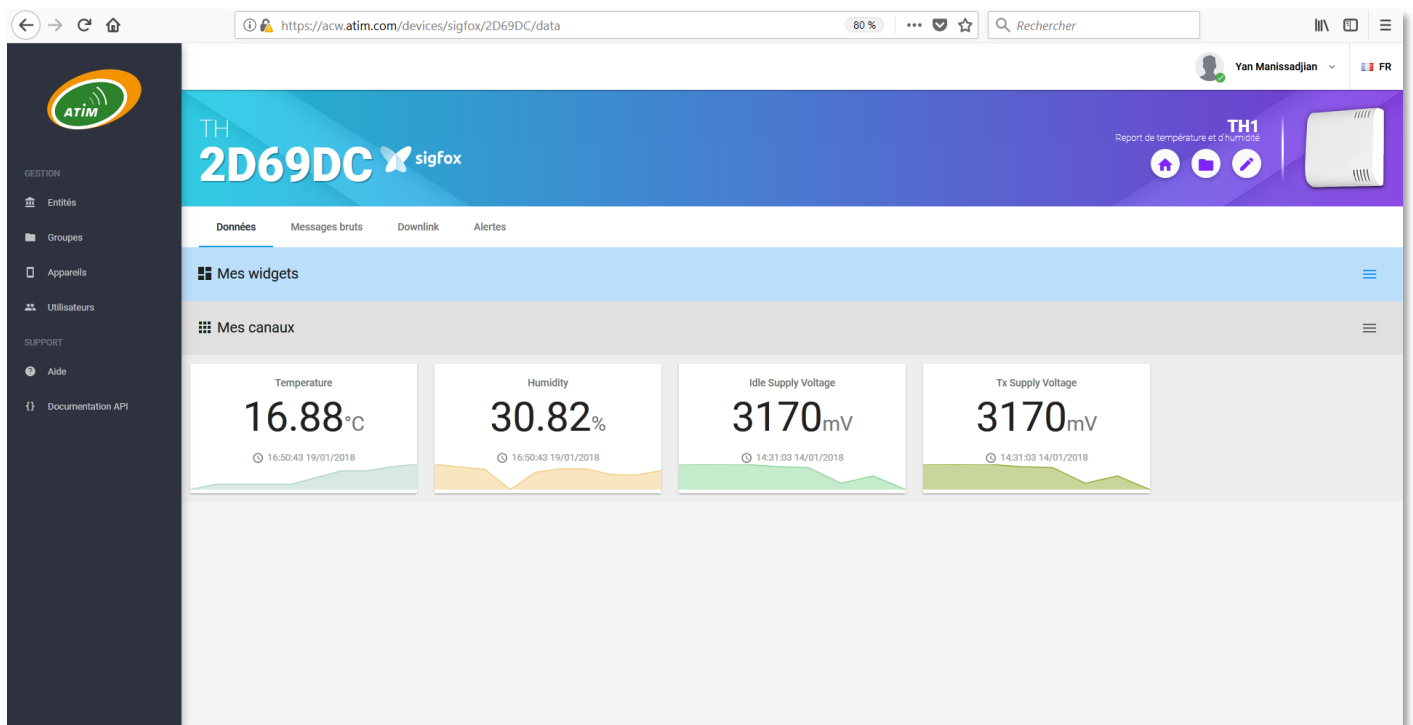 https://acw.atim.com/devices/sigfox/2D69DC/data
80 %
Rechercher
ATIM
Yan Manissadjian
FR
TH
2D69DC sigfox
TH1
Report de température et d'humidité
GESTION
Entités
Groupes
Appareils
Utilisateurs
SUPPORT
Aide
{} Documentation API
Données Messages bruts Downlink Alertes
Mes widgets
Mes canaux
Temperature
16.88°C
16:50:43 19/01/2018
Humidity
30.82%
16:50:43 19/01/2018
Idle Supply Voltage
3170mV
14:31:03 14/01/2018
Tx Supply Voltage
3170mV
14:31:03 14/01/2018